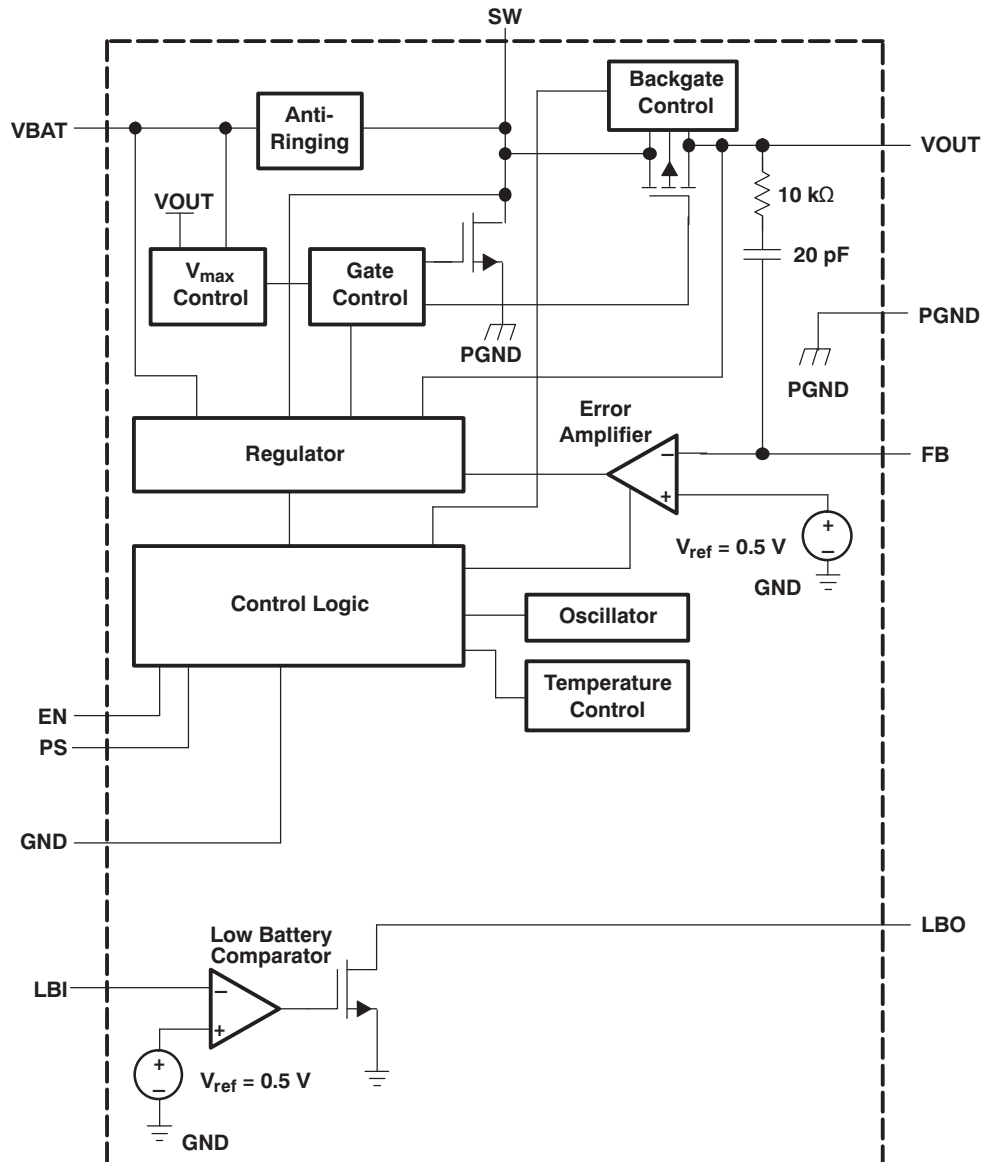 SW
Backgate
Control
Anti-
Ringing
VBAT
VOUT
VOUT
10 kΩ
Vmax
Control
Gate
Control
20 pF
PGND
PGND
PGND
Error
Amplifier
Regulator
−
FB
+
+
−
Vref = 0.5 V
GND
Control Logic
Oscillator
Temperature
Control
EN
PS
GND
LBO
Low Battery
Comparator
LBI
−
+
+
−
Vref = 0.5 V
GND